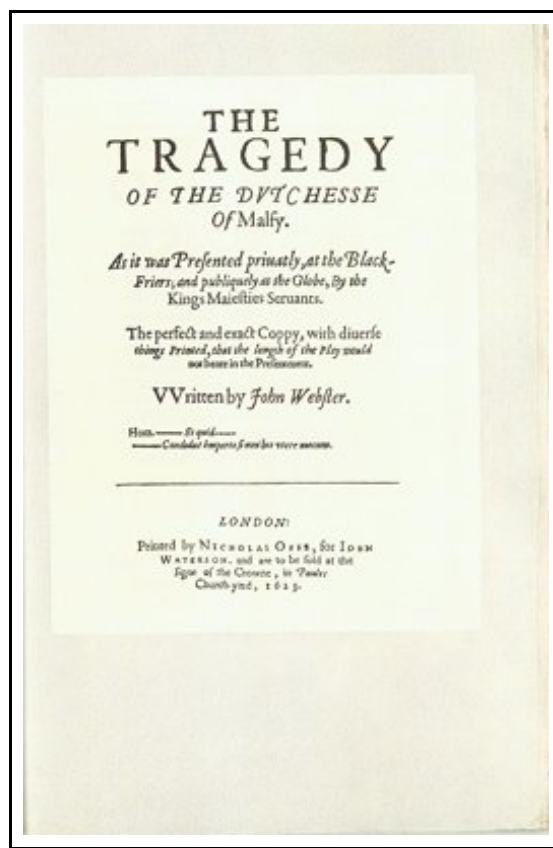 THE
TRAGEDY
OF THE DVTCHESSE
Of Malfy.
As it was Preſented priuatly, at the Black-
Friers; and publiquely at the Globe, By the
Kings Maieſties Seruants.
The perfect and exact Coppy, with diuerſe
things Printed, that the length of the Play would
not beare in the Preſentment.
VVritten by John Webſter.
Hora.——Si quid——
——Candidus Imperti ſi non his vtere mecum.
LONDON:
Printed by NICHOLAS OKES, for IOHN
WATERSON, and are to be ſold at the
ſigne of the Crowne, in Paules
Church-yard, 1623.